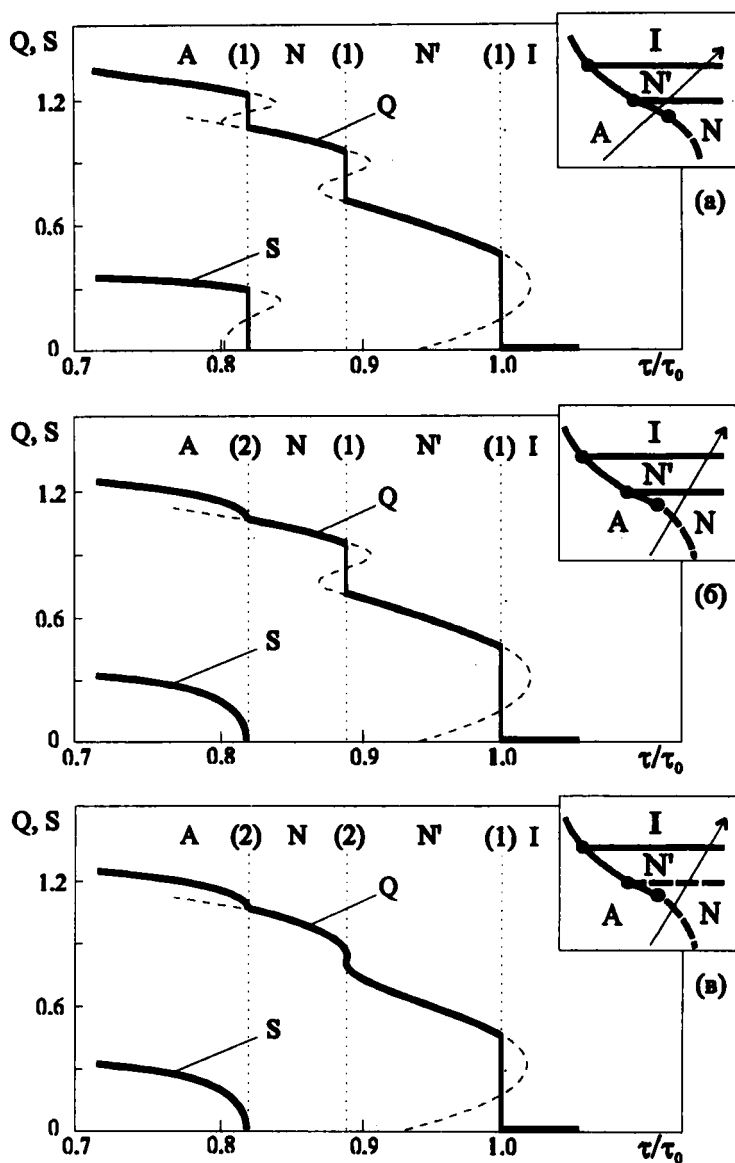 Q, S
A (1) N (1) N' (1) I
1.2
Q
0.6
S
0
0.7 0.8 0.9 1.0 τ/τ₀
I
N'
A N
(a)
Q, S
A (2) N (1) N' (1) I
1.2
Q
0.6
S
0
0.7 0.8 0.9 1.0 τ/τ₀
I
N'
A N
(б)
Q, S
A (2) N (2) N' (1) I
1.2
Q
0.6
S
0
0.7 0.8 0.9 1.0 τ/τ₀
I
N'
A N
(в)